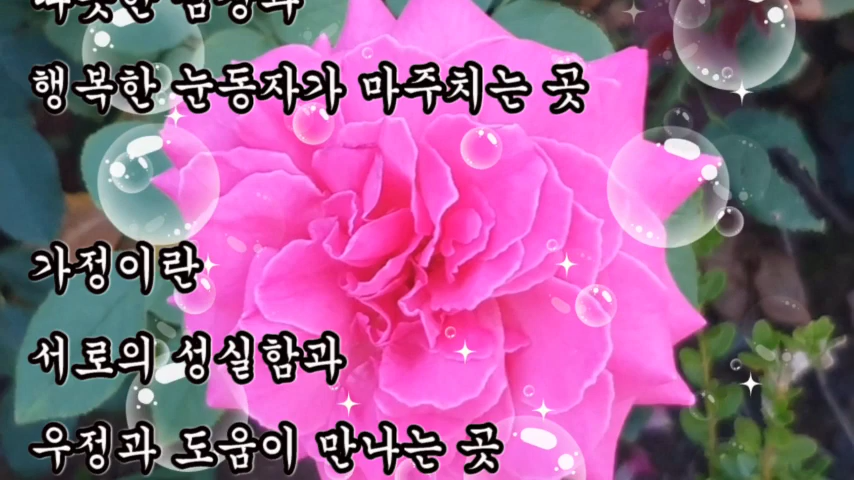 행복한 눈동자가 마주치는 곳
가정이란
서로의 성실함과
우정과 도움이 만나는 곳